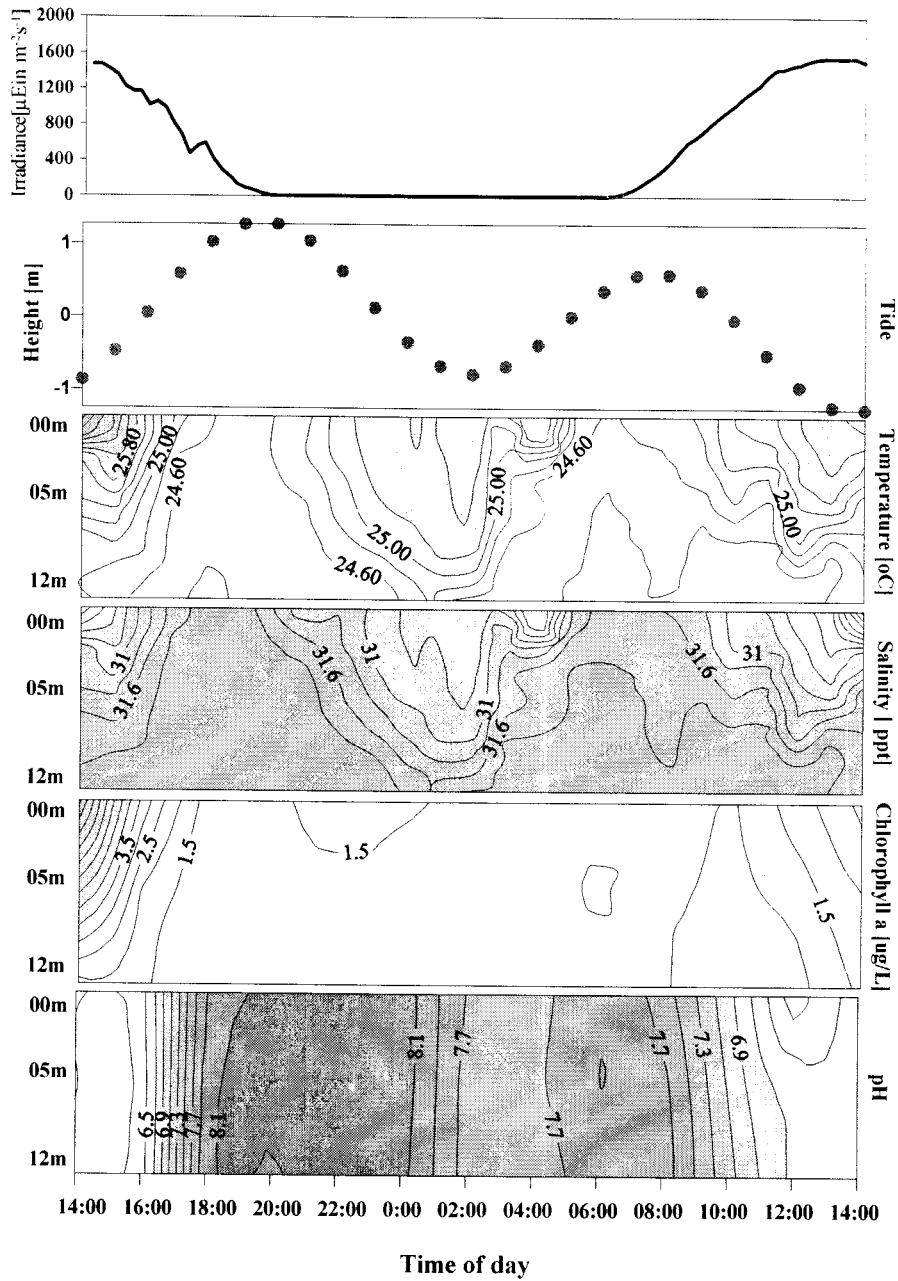 Irradiance[µEin m⁻²s⁻¹]
2000
1600
1200
800
400
0
Height [m]
1
0
-1
Tide
00m
05m
12m
25.80
25.00
24.60
25.00
24.60
25.00
24.60
25.00
Temperature [oC]
00m
05m
12m
31
31.6
31.6
31
31
31.6
31.6
31
Salinity [ppt]
00m
05m
12m
3.5
2.5
1.5
1.5
1.5
Chlorophyll a [ug/L]
00m
05m
12m
6.5
6.9
7.3
7.7
8.1
8.1
7.7
7.7
7.7
7.3
6.9
pH
14:00 16:00 18:00 20:00 22:00 0:00 02:00 04:00 06:00 08:00 10:00 12:00 14:00
Time of day